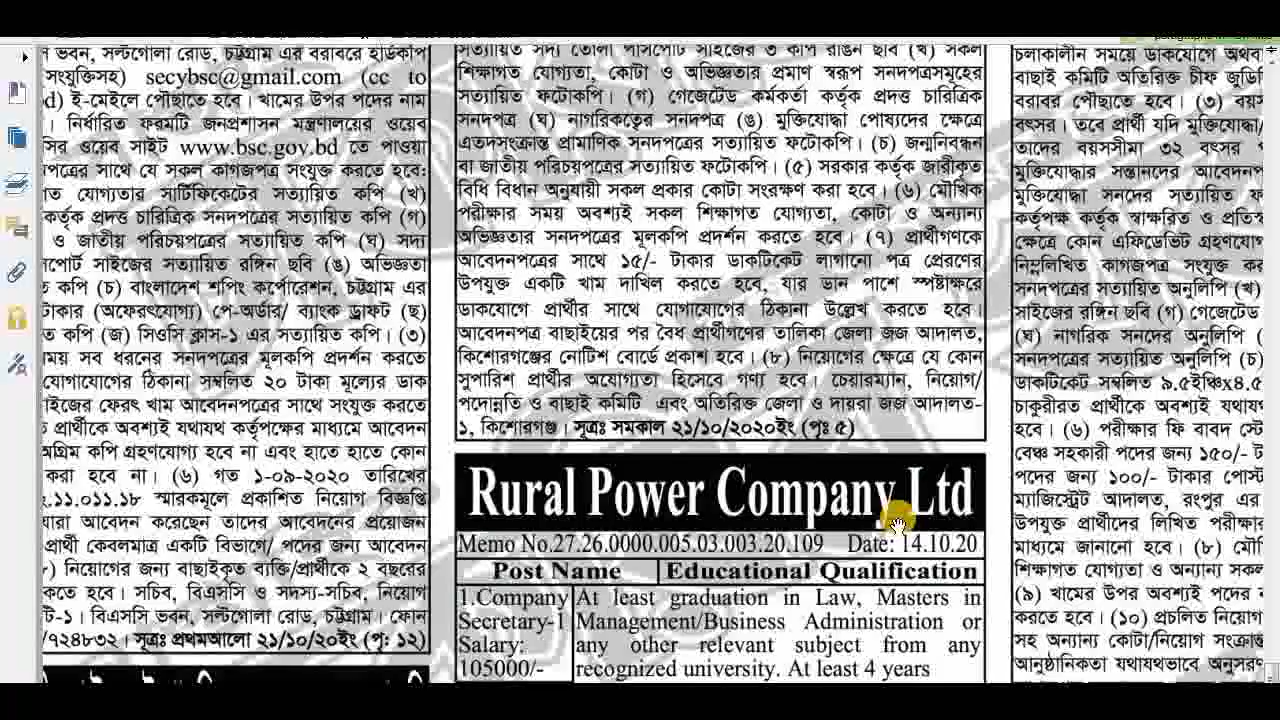 ভবন, সল্টগোলা রোড, চট্টগ্রাম এর বরাবরে হার্ডকপি
সংযুক্তিসহ) secybsc@gmail.com (cc to
d) ই-মেইলে পৌছাতে হবে। খামের উপর পদের নাম
। নির্ধারিত ফরমটি জনপ্রশাসন মন্ত্রণালয়ের ওয়েব
সির ওয়েব সাইট www.bsc.gov.bd তে পাওয়া
পত্রের সাথে যে সকল কাগজপত্র সংযুক্ত করতে হবে:
ত যোগ্যতার সার্টিফিকেটের সত্যায়িত কপি (খ)
কর্তৃক প্রদত্ত চারিত্রিক সনদপত্রের সত্যায়িত কপি (গ)
ও জাতীয় পরিচয়পত্রের সত্যায়িত কপি (ঘ) সদ্য
সপোর্ট সাইজের সত্যায়িত রঙ্গিন ছবি (ঙ) অভিজ্ঞতা
ত কপি (চ) বাংলাদেশ শপিং কর্পোরেশন, চট্টগ্রাম এর
টাকার (অফেরৎযোগ্য) পে-অর্ডার/ ব্যাংক ড্রাফট (ছ)
ত কপি (জ) সিওসি ক্লাস-১ এর সত্যায়িত কপি। (৩)
ময় সব ধরনের সনদপত্রের মূলকপি প্রদর্শন করতে
যোগাযোগের ঠিকানা সম্বলিত ২০ টাকা মূল্যের ডাক
াইজের ফেরৎ খাম আবেদনপত্রের সাথে সংযুক্ত করতে
প্রার্থীকে অবশ্যই যথাযথ কর্তৃপক্ষের মাধ্যমে আবেদন
অগ্রিম কপি গ্রহণযোগ্য হবে না এবং হাতে হাতে কোন
করা হবে না। (৬) গত ১-০৯-২০২০ তারিখের
.১১.০১১.১৮ স্মারকমূলে প্রকাশিত নিয়োগ বিজ্ঞপ্তি
যারা আবেদন করেছেন তাদের আবেদনের প্রয়োজন
প্রার্থী কেবলমাত্র একটি বিভাগে/ পদের জন্য আবেদন
) নিয়োগের জন্য বাছাইকৃত ব্যক্তি/প্রার্থীকে ২ বছরের
কতে হবে। সচিব, বিএসসি ও সদস্য-সচিব, নিয়োগ
টি-১। বিএসসি ভবন, সল্টগোলা রোড, চট্টগ্রাম। ফোন
/৭২৪৮৩২। সূত্রঃ প্রথমআলো ২১/১০/২০ইং (পৃ: ১২)
সত্যায়িত সদ্য তোলা পাসপোর্ট সাইজের ৩ কপি রঙিন ছবি (খ) সকল
শিক্ষাগত যোগ্যতা, কোটা ও অভিজ্ঞতার প্রমাণ স্বরূপ সনদপত্রসমূহের
সত্যায়িত ফটোকপি। (গ) গেজেটেড কর্মকর্তা কর্তৃক প্রদত্ত চারিত্রিক
সনদপত্র (ঘ) নাগরিকত্বের সনদপত্র (ঙ) মুক্তিযোদ্ধা পোষ্যদের ক্ষেত্রে
এতদসংক্রান্ত প্রামাণিক সনদপত্রের সত্যায়িত ফটোকপি। (চ) জন্মনিবন্ধন
বা জাতীয় পরিচয়পত্রের সত্যায়িত ফটোকপি। (৫) সরকার কর্তৃক জারীকৃত
বিধি বিধান অনুযায়ী সকল প্রকার কোটা সংরক্ষণ করা হবে। (৬) মৌখিক
পরীক্ষার সময় অবশ্যই সকল শিক্ষাগত যোগ্যতা, কোটা ও অন্যান্য
অভিজ্ঞতার সনদপত্রের মূলকপি প্রদর্শন করতে হবে। (৭) প্রার্থীগণকে
আবেদনপত্রের সাথে ১৫/- টাকার ডাকটিকেট লাগানো পত্র প্রেরণের
উপযুক্ত একটি খাম দাখিল করতে হবে, যার ডান পাশে স্পষ্টাক্ষরে
ডাকযোগে প্রার্থীর সাথে যোগাযোগের ঠিকানা উল্লেখ করতে হবে।
আবেদনপত্র বাছাইয়ের পর বৈধ প্রার্থীগণের তালিকা জেলা জজ আদালত,
কিশোরগঞ্জের নোটিশ বোর্ডে প্রকাশ হবে। (৮) নিয়োগের ক্ষেত্রে যে কোন
সুপারিশ প্রার্থীর অযোগ্যতা হিসেবে গণ্য হবে। চেয়ারম্যান, নিয়োগ/
পদোন্নতি ও বাছাই কমিটি এবং অতিরিক্ত জেলা ও দায়রা জজ আদালত-
১, কিশোরগঞ্জ। সূত্রঃ সমকাল ২১/১০/২০২০ইং (পৃঃ ৫)
Rural Power Company Ltd
Memo No.27.26.0000.005.03.003.20.109 Date: 14.10.20
Post Name Educational Qualification
1.Company At least graduation in Law, Masters in
Secretary-1 Management/Business Administration or
Salary: any other relevant subject from any
105000/- recognized university. At least 4 years
চলাকালীন সময়ে ডাকযোগে অথব
বাছাই কমিটি অতিরিক্ত চীফ জুডি
বরাবর পৌছাতে হবে। (৩) বয়স
বৎসর। তবে প্রার্থী যদি মুক্তিযোদ্ধা/
তাদের বয়সসীমা ৩২ বৎসর
মুক্তিযোদ্ধার সন্তানদের আবেদনপ
মুক্তিযোদ্ধা সনদের সত্যায়িত ফ
কর্তৃপক্ষ কর্তৃক স্বাক্ষরিত ও প্রতিস্ব
ক্ষেত্রে কোন এফিডেভিট গ্রহণযোগ
নিম্নলিখিত কাগজপত্র সংযুক্ত কর
সনদপত্রের সত্যায়িত অনুলিপি (খ)
সাইজের রঙ্গিন ছবি (গ) গেজেটেড
(ঘ) নাগরিক সনদের অনুলিপি (
সনদপত্রের সত্যায়িত অনুলিপি (চ)
ডাকটিকেট সম্বলিত ৯.৫ইঞ্চিx৪.৫
চাকুরীরত প্রার্থীকে অবশ্যই যথাযথ
হবে। (৬) পরীক্ষার ফি বাবদ স্টে
বেঞ্চ সহকারী পদের জন্য ১৫০/- ট
পদের জন্য ১০০/- টাকার পোস্ট
ম্যাজিস্ট্রেট আদালত, রংপুর এর
উপযুক্ত প্রার্থীদের লিখিত পরীক্ষার
মাধ্যমে জানানো হবে। (৮) মৌ
শিক্ষাগত যোগ্যতা ও অন্যান্য সকল
(৯) খামের উপর অবশ্যই পদের ন
করতে হবে। (১০) প্রচলিত নিয়োগ
সহ অন্যান্য কোটা/নিয়োগ সংক্রান্ত
আনুষ্ঠানিকতা যথাযথভাবে অনুসরণ